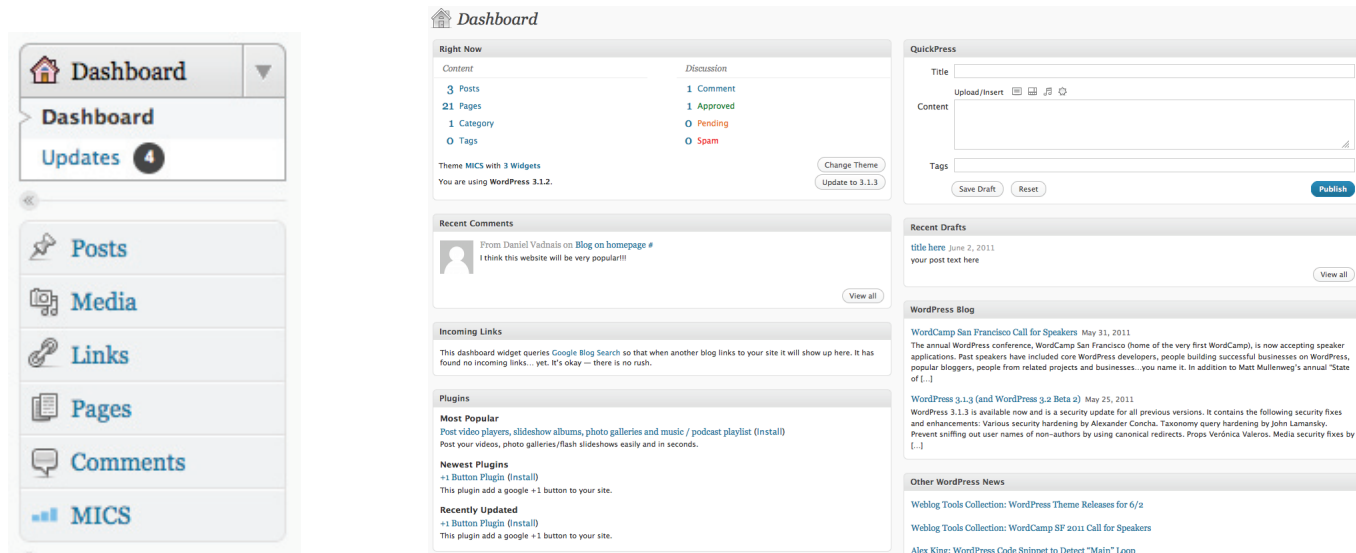 Dashboard
Dashboard
Updates 4
Posts
Media
Links
Pages
Comments
MICS
Dashboard
Right Now
Content
Discussion
3 Posts
1 Comment
21 Pages
1 Approved
1 Category
0 Pending
0 Tags
0 Spam
Theme MICS with 3 Widgets
Change Theme
You are using WordPress 3.1.2.
Update to 3.1.3
Recent Comments
From Daniel Vadnais on Blog on homepage #
I think this website will be very popular!!!
View all
Incoming Links
This dashboard widget queries Google Blog Search so that when another blog links to your site it will show up here. It has
found no incoming links... yet. It's okay — there is no rush.
Plugins
Most Popular
Post video players, slideshow albums, photo galleries and music / podcast playlist (Install)
Post your videos, photo galleries/flash slideshows easily and in seconds.
Newest Plugins
+1 Button Plugin (Install)
This plugin add a google +1 button to your site.
Recently Updated
+1 Button Plugin (Install)
This plugin add a google +1 button to your site.
QuickPress
Title
Upload/Insert
Content
Tags
Save Draft
Reset
Publish
Recent Drafts
title here June 2, 2011
your post text here
View all
WordPress Blog
WordCamp San Francisco Call for Speakers May 31, 2011
The annual WordPress conference, WordCamp San Francisco (home of the very first WordCamp), is now accepting speaker
applications. Past speakers have included core WordPress developers, people building successful businesses on WordPress,
popular bloggers, people from related projects and businesses...you name it. In addition to Matt Mullenweg's annual "State
of [...]
WordPress 3.1.3 (and WordPress 3.2 Beta 2) May 25, 2011
WordPress 3.1.3 is available now and is a security update for all previous versions. It contains the following security fixes
and enhancements: Various security hardening by Alexander Concha. Taxonomy query hardening by John Lamansky.
Prevent sniffing out user names of non-authors by using canonical redirects. Props Verónica Valeros. Media security fixes by
[...]
Other WordPress News
Weblog Tools Collection: WordPress Theme Releases for 6/2
Weblog Tools Collection: WordCamp SF 2011 Call for Speakers
Alex King: WordPress Code Snippet to Detect "Main" Loop